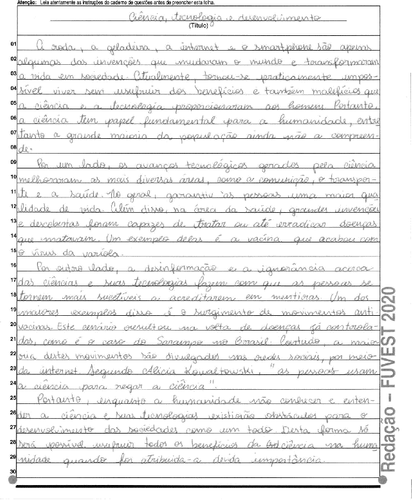 Atenção: Leia atentamente as instruções do caderno de questões antes de preencher esta folha.
Ciência, tecnologia e desenvolvimento
(Título)
01 A roda, a geladeira, a internet e o smartphone são apenas
02 algumas das invenções que mudaram o mundo e transformaram
03 a vida em sociedade. Atualmente, tornou-se praticamente impos-
04 sível viver sem usufruir dos benefícios e também malefícios que
05 a ciência e a tecnologia proporcionaram ao homem. Portanto,
06 a ciência tem papel fundamental para a humanidade, entre
07 tanto a grande maioria da população ainda não a compreen-
08 de.
09 Por um lado, os avanços tecnológicos gerados pela ciência
10 melhoraram as mais diversas áreas, como a comunição, o transpor-
11 te e a saúde. No geral, garantiu as pessoas uma maior qua
12 lidade de vida. Além disso, na área da saúde, grandes invenções
13 e descobertas foram capazes de tratar ou até erradicar doenças
14 que matavam. Um exemplo delas é a vacina que acabou com
15 o vírus da varíola.
16 Por outro lado, a desinformação e a ignorância acerca
17 das ciências e suas tecnologias fazem com que as pessoas se
18 tornem mais suscetíveis a acreditarem em mentiras. Um dos
19 maiores exemplos disso é o surgimento de movimentos anti-
20 vacinas. Este cenário resultou na volta de doenças já controla-
21 das, como é o caso do Sarampo no Brasil. Contudo, a maio
22 ria destes movimentos são divulgados nas redes sociais, por meio
23 da internet. Segundo Alicia Kowaltowski, "as pessoas usam
24 a ciência para negar a ciência".
25 Portanto, enquanto a humanidade não conhecer e enten-
26 der a ciência e suas tecnologias existirão obstáculos para o
27 desenvolvimento das sociedades como um todo. Desta forma só
28 será possível usufruir todos os benefícios da ciência na huma
29 nidade quando for atribuida-a devida importância.
30
Redação – FUVEST 2020